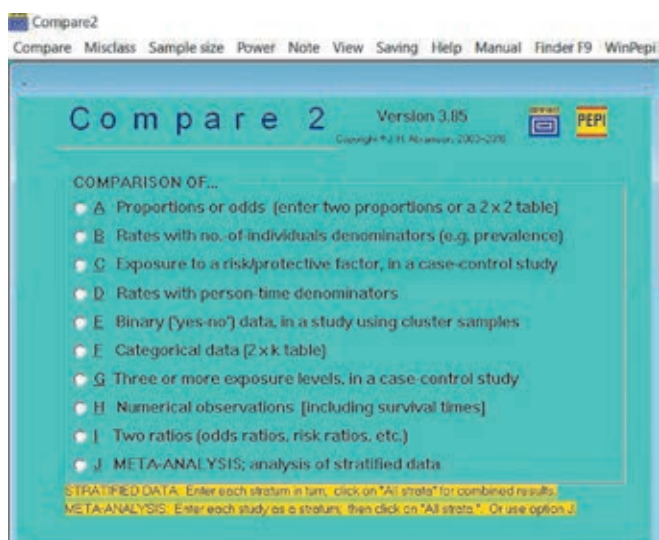 Compare2
Compare Misclass Sample size Power Note View Saving Help Manual Finder F9 WinPepi
Compare 2 Version 3.85 PEPI
COMPARISON OF...
A Proportions or odds (enter two proportions or a 2 x 2 table)
B Rates with no.-of-individuals denominators (e.g. prevalence)
C Exposure to a risk/protective factor, in a case-control study
D Rates with person-time denominators
E Binary ('yes-no') data, in a study using cluster samples
F Categorical data (2 x k table)
G Three or more exposure levels, in a case-control study
H Numerical observations [including survival times]
I Two ratios (odds ratios, risk ratios, etc.)
J META-ANALYSIS; analysis of stratified data
STRATIFIED DATA: Enter each stratum in turn; click on "All strata" for combined results.
META-ANALYSIS: Enter each study as a stratum; then click on "All strata". Or use option J.